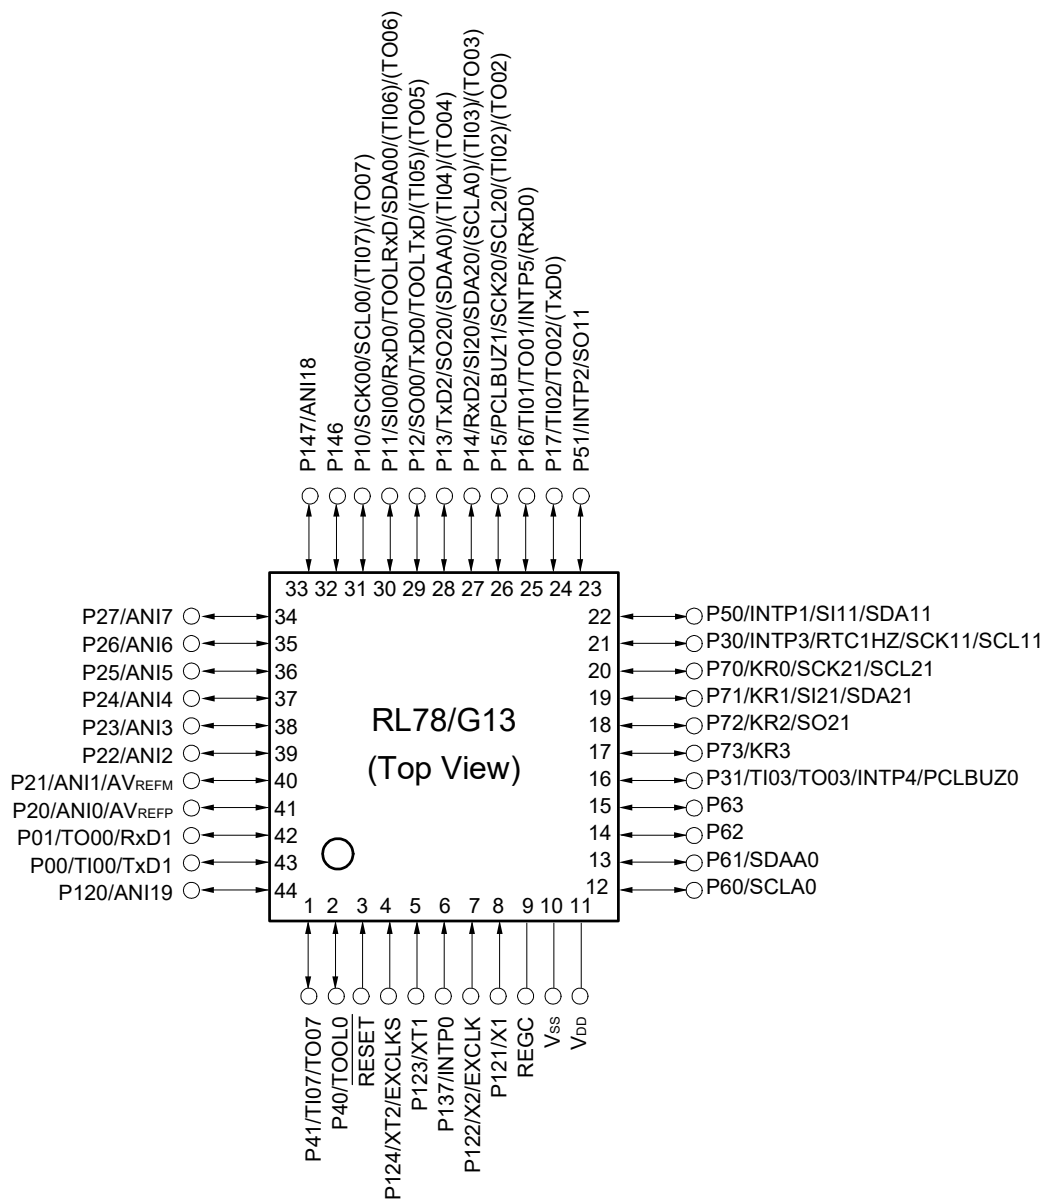 P147/ANI18
P146
P10/SCK00/SCL00/(TI07)/(TO07)
P11/SI00/RxD0/TOOLRxD/SDA00/(TI06)/(TO06)
P12/SO00/TxD0/TOOLTxD/(TI05)/(TO05)
P13/TxD2/SO20/(SDAA0)/(TI04)/(TO04)
P14/RxD2/SI20/SDA20/(SCLA0)/(TI03)/(TO03)
P15/PCLBUZ1/SCK20/SCL20/(TI02)/(TO02)
P16/TI01/TO01/INTP5/(RxD0)
P17/TI02/TO02/(TxD0)
P51/INTP2/SO11
33 32 31 30 29 28 27 26 25 24 23
P27/ANI7 34
P26/ANI6 35
P25/ANI5 36
P24/ANI4 37
P23/ANI3 38
P22/ANI2 39
P21/ANI1/AVREFM 40
P20/ANI0/AVREFP 41
P01/TO00/RxD1 42
P00/TI00/TxD1 43
P120/ANI19 44
RL78/G13
(Top View)
22 P50/INTP1/SI11/SDA11
21 P30/INTP3/RTC1HZ/SCK11/SCL11
20 P70/KR0/SCK21/SCL21
19 P71/KR1/SI21/SDA21
18 P72/KR2/SO21
17 P73/KR3
16 P31/TI03/TO03/INTP4/PCLBUZ0
15 P63
14 P62
13 P61/SDAA0
12 P60/SCLA0
1 2 3 4 5 6 7 8 9 10 11
P41/TI07/TO07
P40/TOOL0
RESET
P124/XT2/EXCLKS
P123/XT1
P137/INTP0
P122/X2/EXCLK
P121/X1
REGC
VSS
VDD